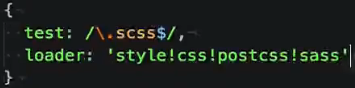 {
test: /\.scss$/,
loader: 'style!css!postcss!sass'
}